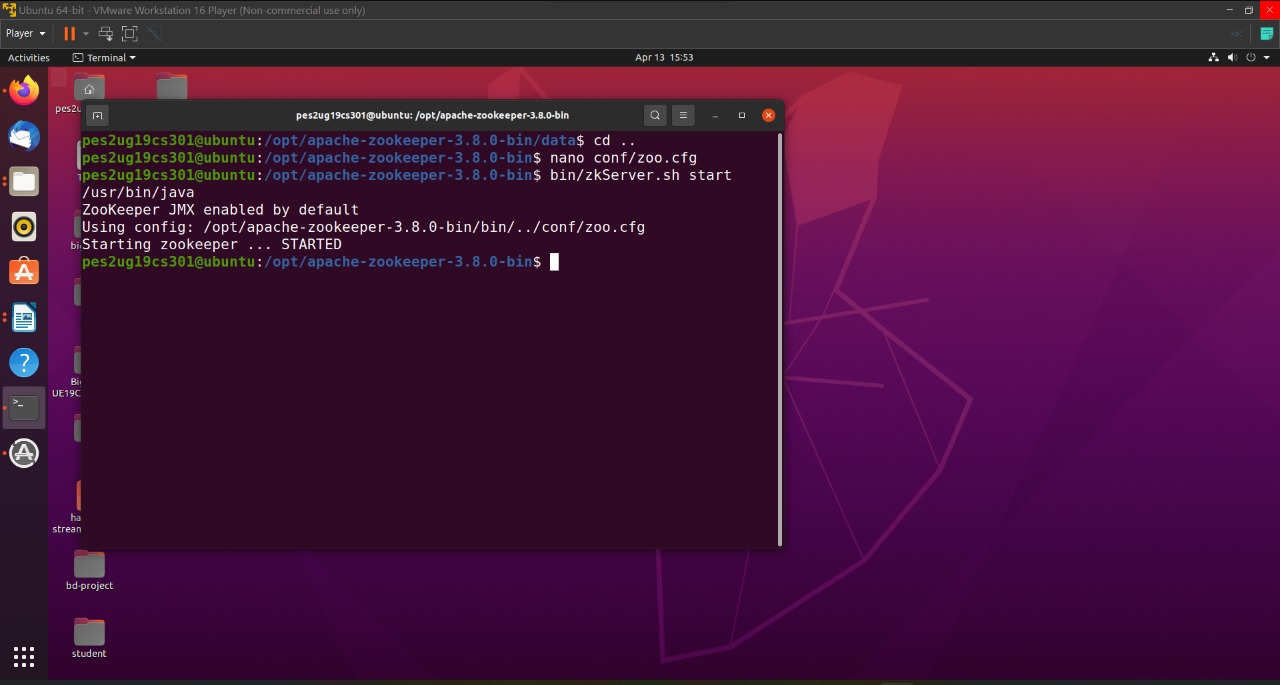 Ubuntu 64-bit - VMware Workstation 16 Player (Non-commercial use only)
Player
Activities
Terminal
Apr 13 15:53
pes2ug19cs301@ubuntu: /opt/apache-zookeeper-3.8.0-bin
pes2ug19cs301@ubuntu:/opt/apache-zookeeper-3.8.0-bin/data$ cd ..
pes2ug19cs301@ubuntu:/opt/apache-zookeeper-3.8.0-bin$ nano conf/zoo.cfg
pes2ug19cs301@ubuntu:/opt/apache-zookeeper-3.8.0-bin$ bin/zkServer.sh start
/usr/bin/java
ZooKeeper JMX enabled by default
Using config: /opt/apache-zookeeper-3.8.0-bin/bin/../conf/zoo.cfg
Starting zookeeper ... STARTED
pes2ug19cs301@ubuntu:/opt/apache-zookeeper-3.8.0-bin$
pes2u
UE19C
ha
strean
bd-project
student